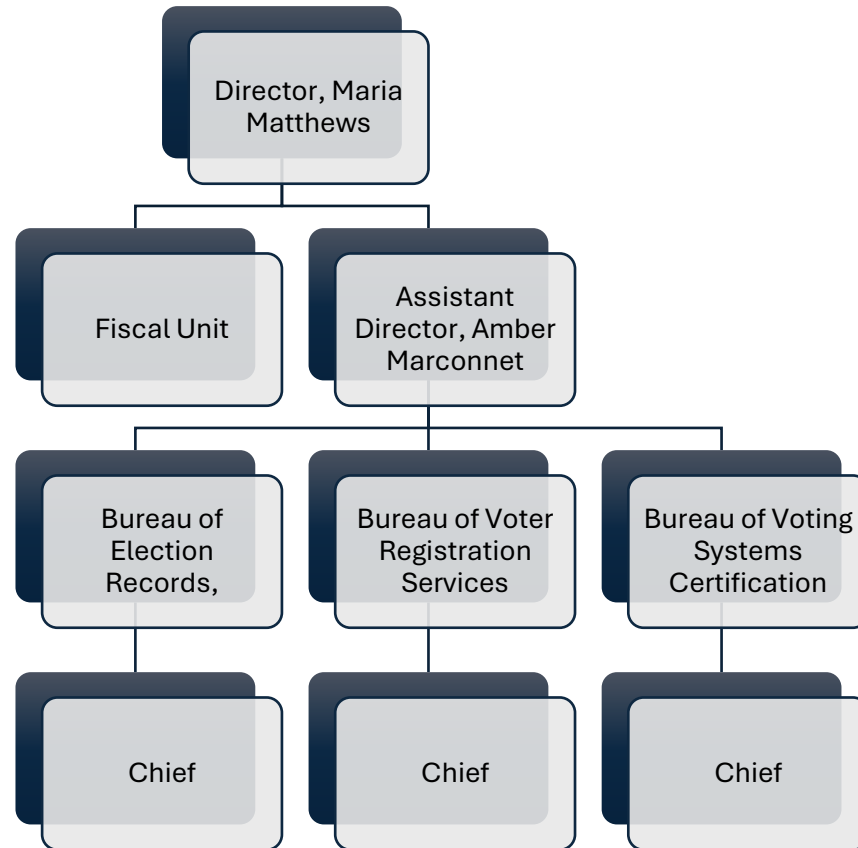 Director, Maria
Matthews
Fiscal Unit
Assistant
Director, Amber
Marconnet
Bureau of
Election
Records,
Bureau of Voter
Registration
Services
Bureau of Voting
Systems
Certification
Chief
Chief
Chief